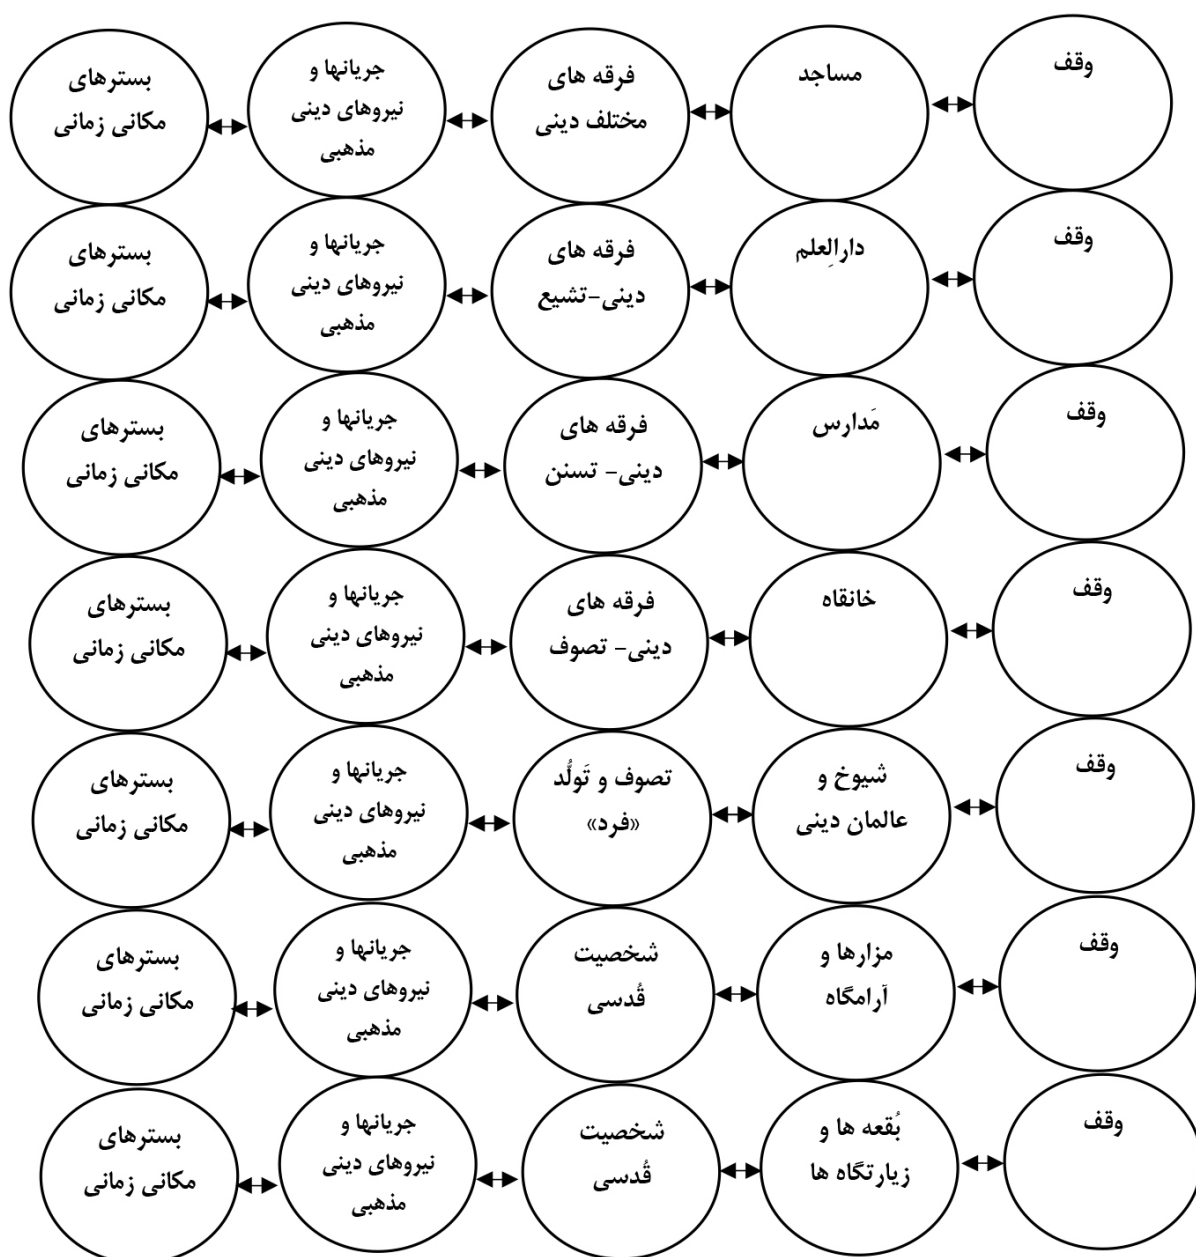 وقف
مساجد
فرقه های
مختلف دینی
جریانها و
نیروهای دینی
مذهبی
بسترهای
مکانی زمانی
وقف
دارالِعلم
فرقه های
دینی-تشیع
جریانها و
نیروهای دینی
مذهبی
بسترهای
مکانی زمانی
وقف
مَدارس
فرقه های
دینی- تسنن
جریانها و
نیروهای دینی
مذهبی
بسترهای
مکانی زمانی
وقف
خانقاه
فرقه های
دینی- تصوف
جریانها و
نیروهای دینی
مذهبی
بسترهای
مکانی زمانی
وقف
شیوخ و
عالمان دینی
تصوف و تَولُّد
«فرد»
جریانها و
نیروهای دینی
مذهبی
بسترهای
مکانی زمانی
وقف
مزارها و
آرامگاه
شخصیت
قُدسی
جریانها و
نیروهای دینی
مذهبی
بسترهای
مکانی زمانی
وقف
بُقعه ها و
زیارتگاه ها
شخصیت
قُدسی
جریانها و
نیروهای دینی
مذهبی
بسترهای
مکانی زمانی